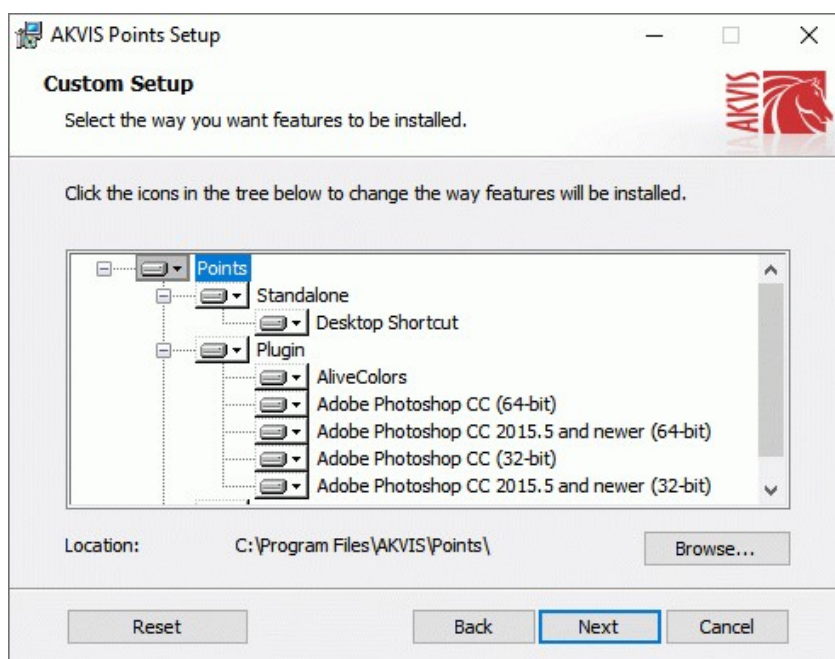 AKVIS Points Setup
Custom Setup
Select the way you want features to be installed.
AKVIS
Click the icons in the tree below to change the way features will be installed.
Points
Standalone
Desktop Shortcut
Plugin
AliveColors
Adobe Photoshop CC (64-bit)
Adobe Photoshop CC 2015.5 and newer (64-bit)
Adobe Photoshop CC (32-bit)
Adobe Photoshop CC 2015.5 and newer (32-bit)
Location: C:\Program Files\AKVIS\Points\ Browse...
Reset Back Next Cancel